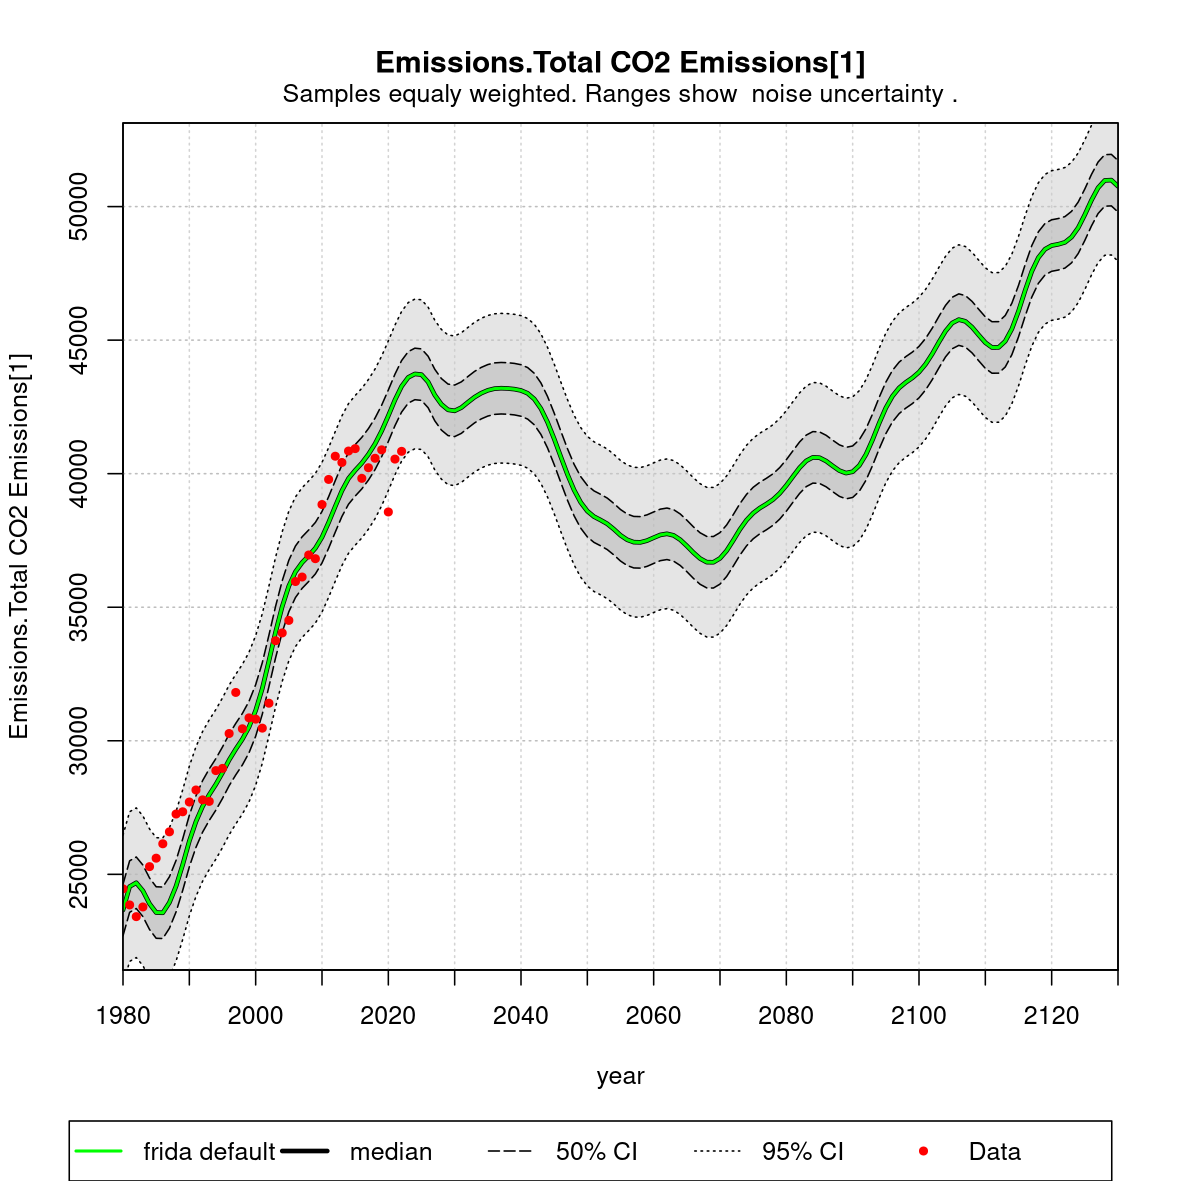 Emissions.Total CO2 Emissions[1]
Samples equaly weighted. Ranges show  noise uncertainty .
Emissions.Total CO2 Emissions[1]
50000
45000
40000
35000
30000
25000
1980 2000 2020 2040 2060 2080 2100 2120
year
frida default median 50% CI 95% CI Data